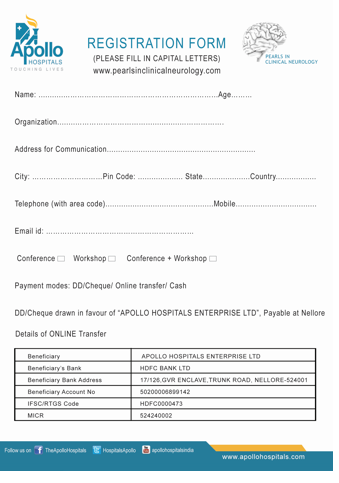 Apollo
HOSPITALS
TOUCHING LIVES
REGISTRATION FORM
(PLEASE FILL IN CAPITAL LETTERS)
www.pearlsinclinicalneurology.com
PEARLS IN
CLINICAL NEUROLOGY
Name: ……………………………………………………………………Age………
Organization………………………………………………………………
Address for Communication…………………………………………………………
City: …………………………Pin Code: ………………… State…………………Country………………
Telephone (with area code)…………………………………………Mobile………………………………
Email id: ………………………………………………………
Conference Workshop Conference + Workshop
Payment modes: DD/Cheque/ Online transfer/ Cash
DD/Cheque drawn in favour of “APOLLO HOSPITALS ENTERPRISE LTD”, Payable at Nellore
Details of ONLINE Transfer
Beneficiary APOLLO HOSPITALS ENTERPRISE LTD
Beneficiary's Bank HDFC BANK LTD
Beneficiary Bank Address 17/126,GVR ENCLAVE,TRUNK ROAD, NELLORE-524001
Beneficiary Account No 50200006899142
IFSC/RTGS Code HDFC0000473
MICR 524240002
Follow us on f TheApolloHospitals HospitalsApollo apollohospitalsindia
www.apollohospitals.com